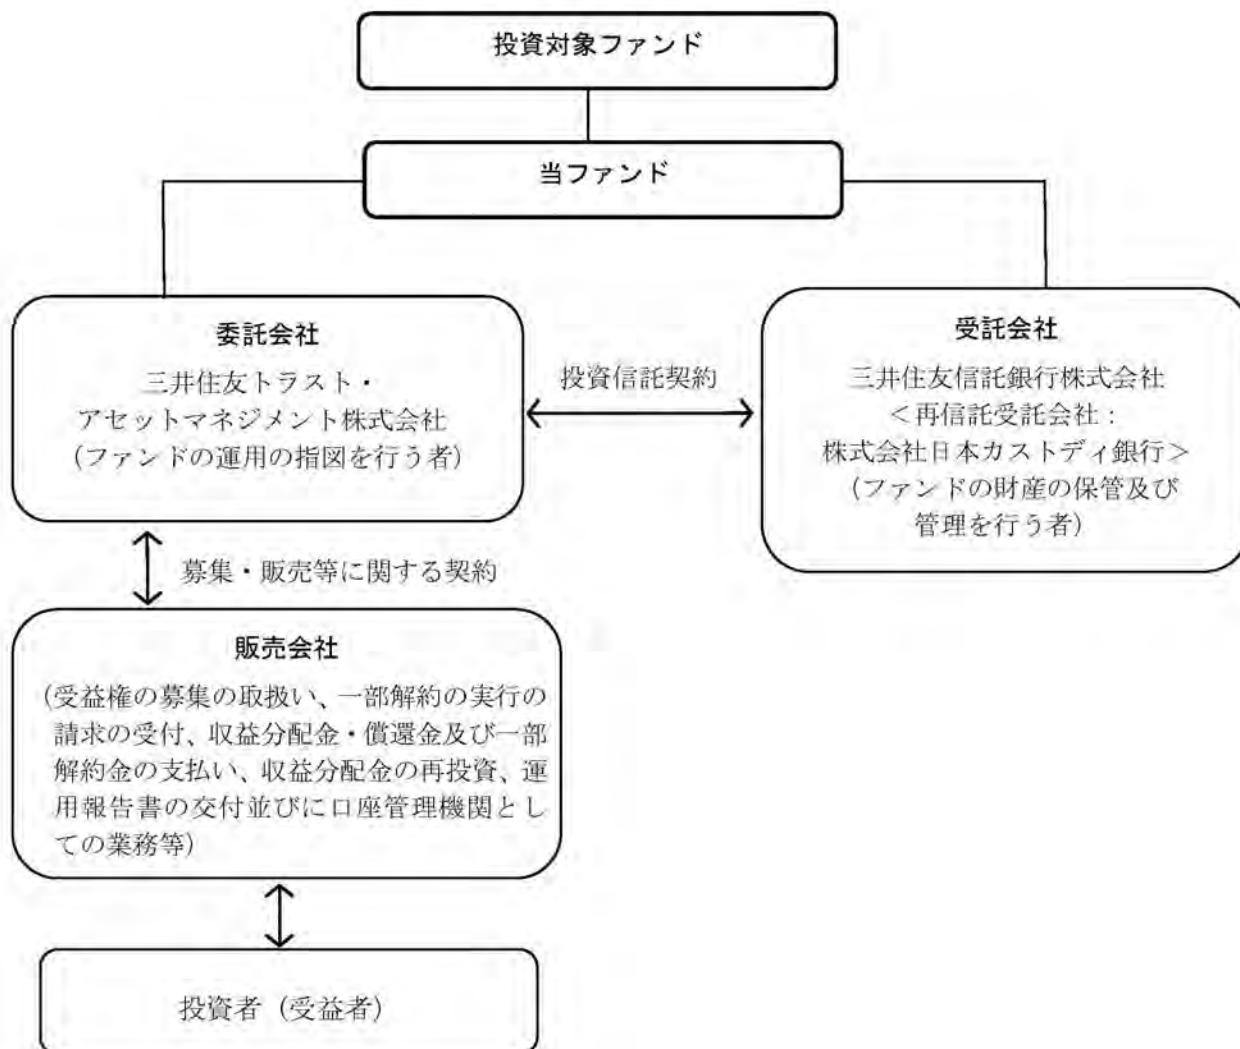 投資対象ファンド
当ファンド
委託会社
三井住友トラスト・
アセットマネジメント株式会社
（ファンドの運用の指図を行う者）
投資信託契約
受託会社
三井住友信託銀行株式会社
＜再信託受託会社：
株式会社日本カストディ銀行＞
（ファンドの財産の保管及び
管理を行う者）
募集・販売等に関する契約
販売会社
（受益権の募集の取扱い、一部解約の実行の
請求の受付、収益分配金・償還金及び一部
解約金の支払い、収益分配金の再投資、運
用報告書の交付並びに口座管理機関とし
ての業務等）
投資者（受益者）